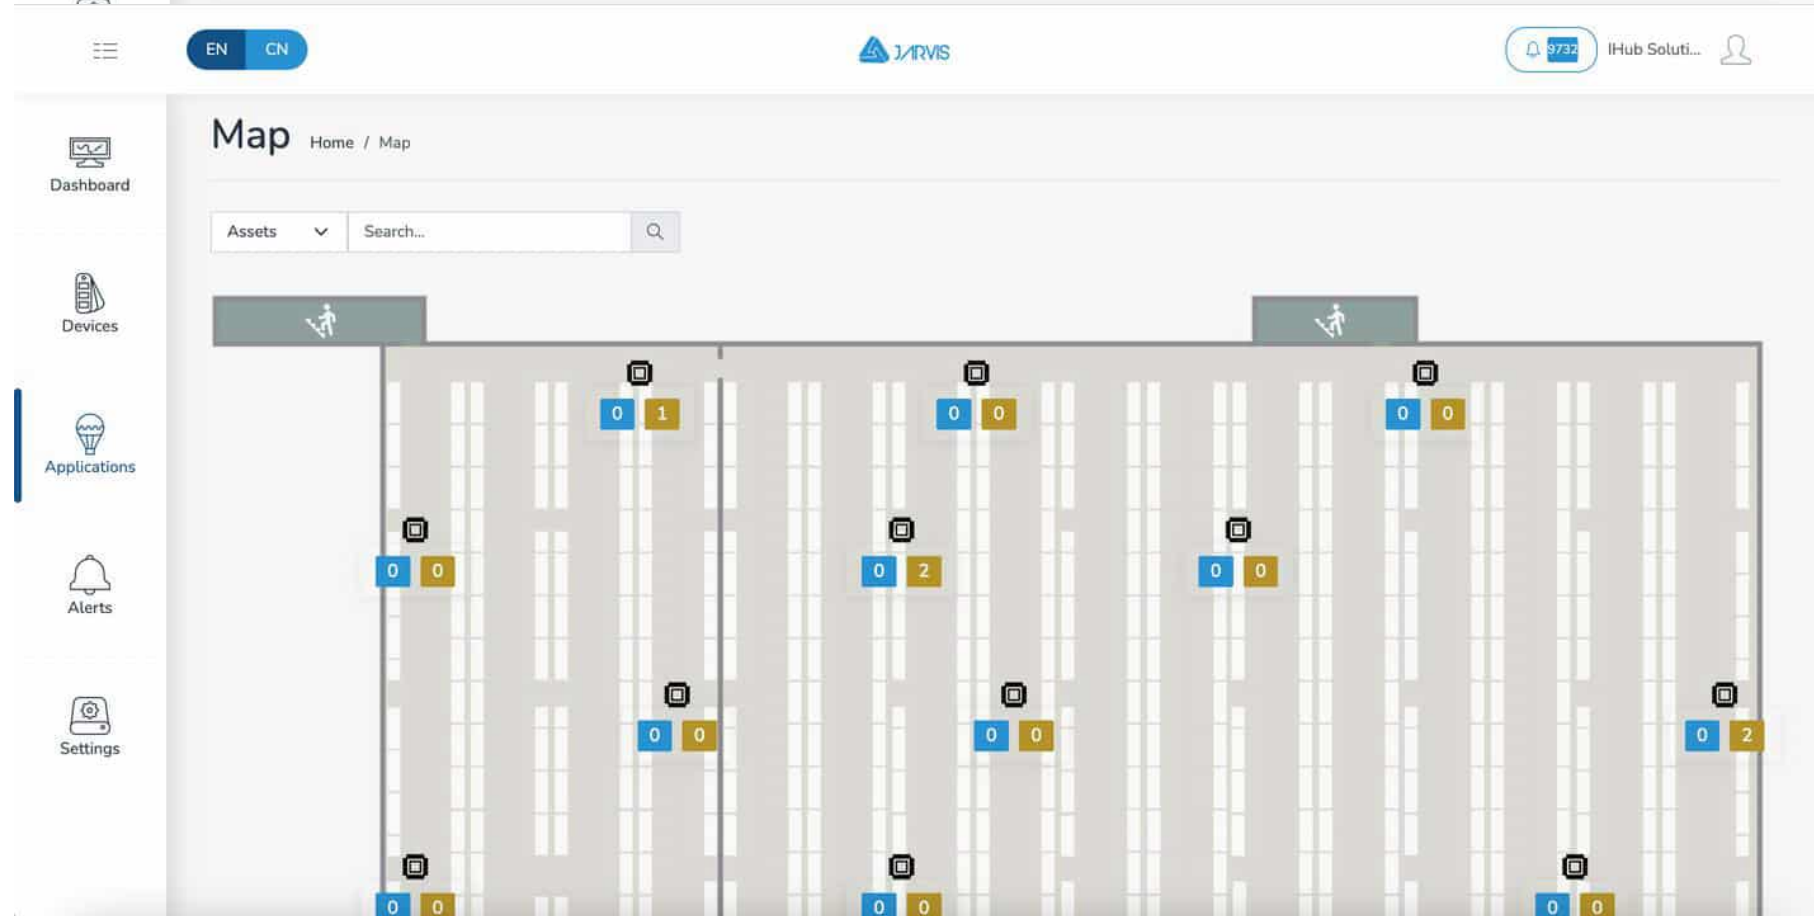 EN CN
JARVIS
9732 IHub Soluti...
Map Home / Map
Dashboard
Assets Search...
Devices
0 1 0 0 0 0
Applications
0 0 0 2 0 0
Alerts
0 0 0 0 0 2
Settings
0 0 0 0 0 0